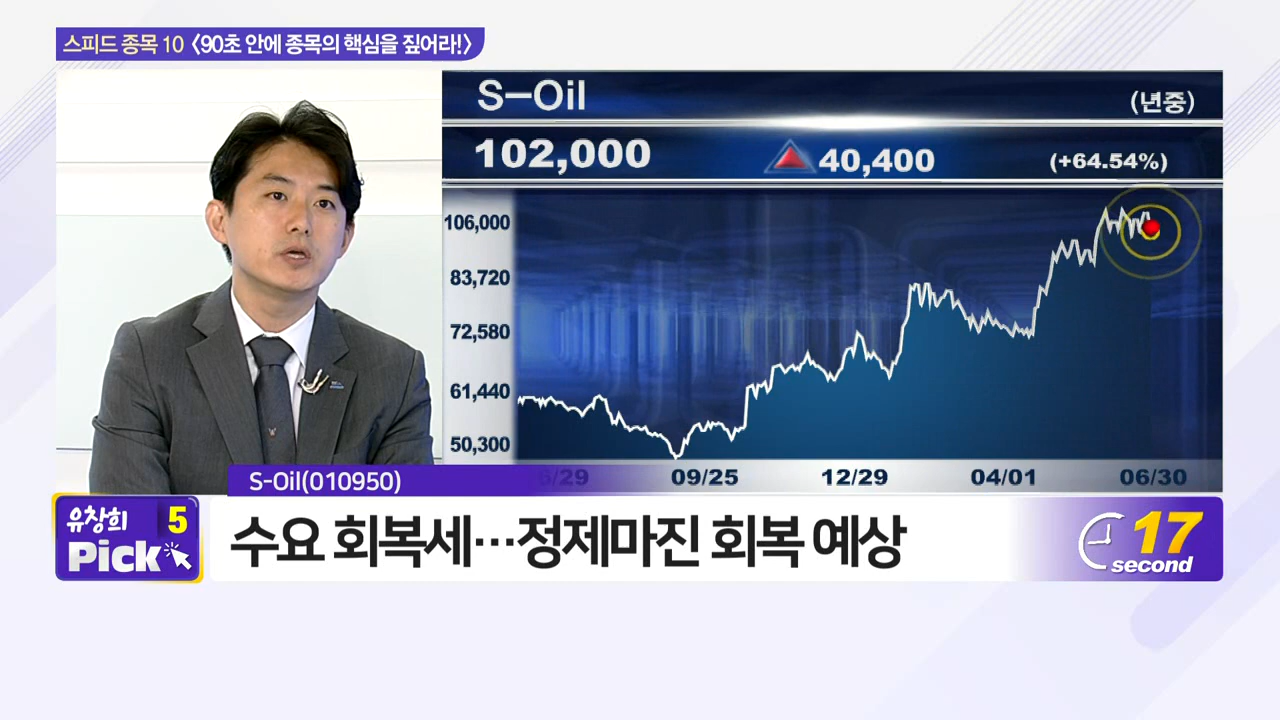 스피드 종목 10 〈90초 안에 종목의 핵심을 짚어라!〉
S-Oil
(년중)
102,000 ▲ 40,400 (+64.54%)
106,000
83,720
72,580
61,440
50,300
6/29 09/25 12/29 04/01 06/30
S-Oil(010950)
유창희 5
Pick
수요 회복세…정제마진 회복 예상
17
second